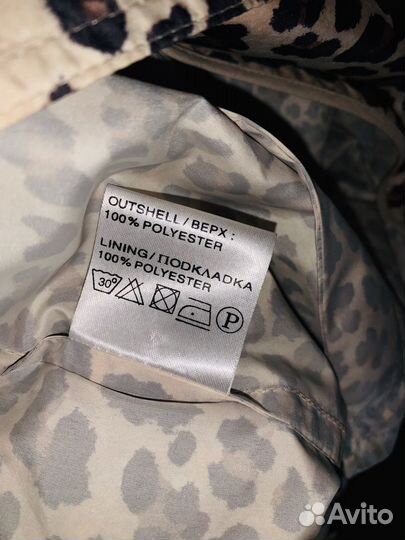 OUTSHELL/ВЕРХ:
100% POLYESTER
LINING/ПОДКЛАДКА
100% POLYESTER
30° P
Avito